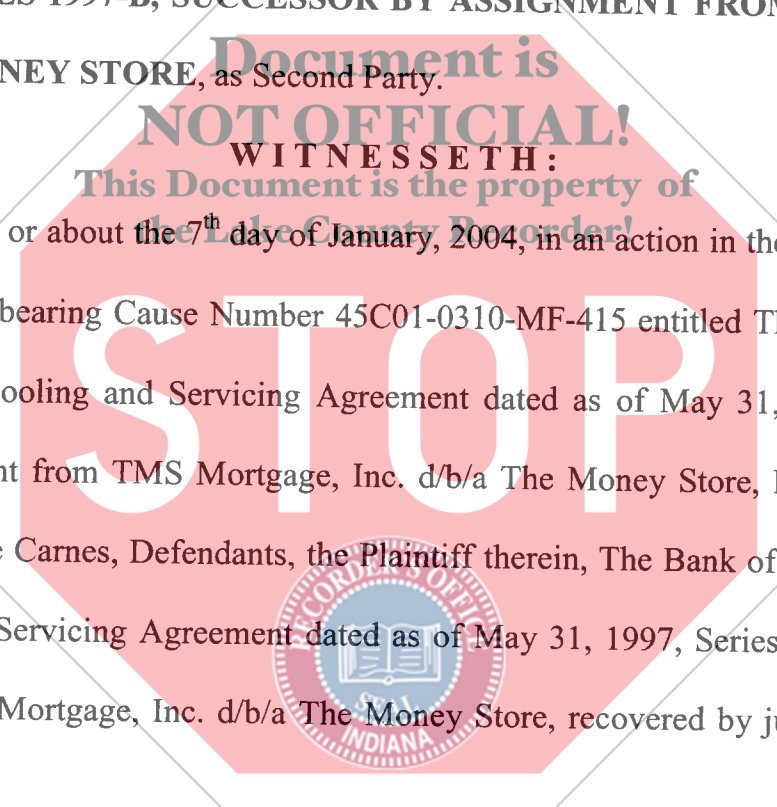 ES 1997-B, SUCCESSOR BY ASSIGNMENT FROM
NEY STORE, as Second Party.
Document is
NOT OFFICIAL!
W I T N E S S E T H :
This Document is the property of
the Lake County Recorder!
or about the 7th day of January, 2004, in an action in the
bearing Cause Number 45C01-0310-MF-415 entitled Th
ooling and Servicing Agreement dated as of May 31,
STOP
nt from TMS Mortgage, Inc. d/b/a The Money Store,
e Carnes, Defendants, the Plaintiff therein, The Bank of
Servicing Agreement dated as of May 31, 1997, Series
Mortgage, Inc. d/b/a The Money Store, recovered by ju
RECORDER'S OFFICE
SEAL
INDIANA